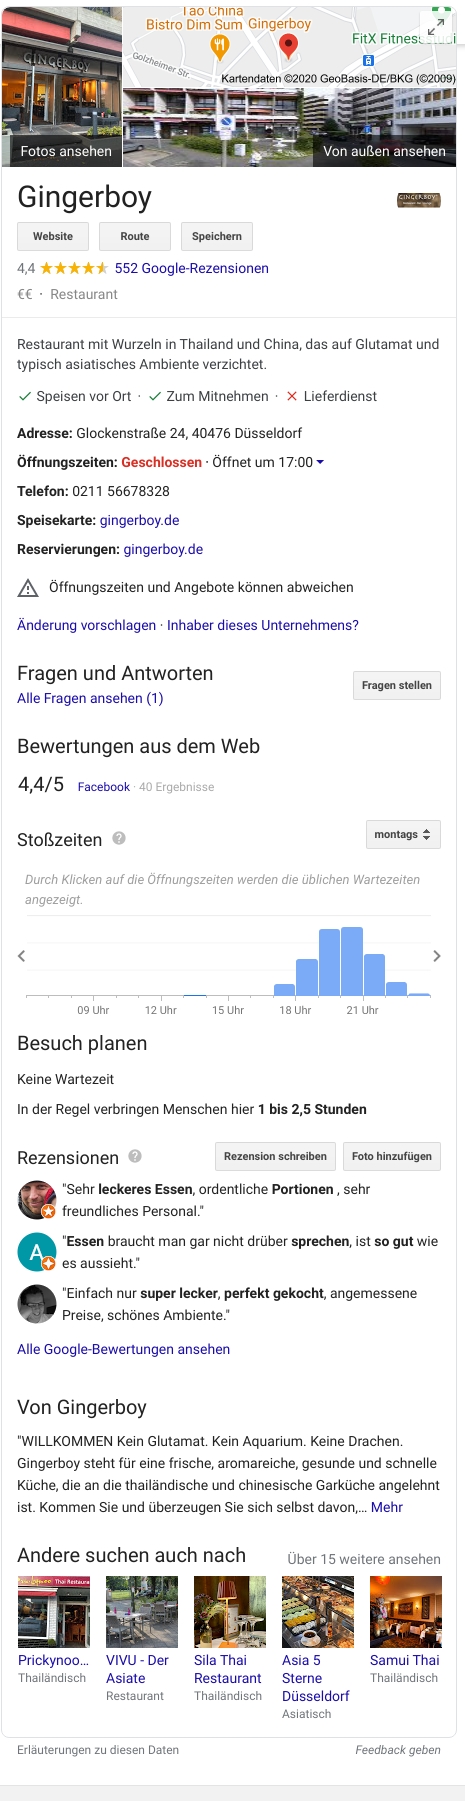 Tao China
Bistro Dim Sum
Gingerboy
FitX Fitnessstudi
Golzheimer Str.
Kartendaten ©2020 GeoBasis-DE/BKG (©2009)
GINGERBOY
Fotos ansehen
Von außen ansehen
Gingerboy
GINGERBOY
Website
Route
Speichern
4,4 552 Google-Rezensionen
€€ · Restaurant
Restaurant mit Wurzeln in Thailand und China, das auf Glutamat und
typisch asiatisches Ambiente verzichtet.
Speisen vor Ort · Zum Mitnehmen · Lieferdienst
Adresse: Glockenstraße 24, 40476 Düsseldorf
Öffnungszeiten: Geschlossen · Öffnet um 17:00
Telefon: 0211 56678328
Speisekarte: gingerboy.de
Reservierungen: gingerboy.de
Öffnungszeiten und Angebote können abweichen
Änderung vorschlagen · Inhaber dieses Unternehmens?
Fragen und Antworten
Alle Fragen ansehen (1)
Fragen stellen
Bewertungen aus dem Web
4,4/5 Facebook · 40 Ergebnisse
Stoßzeiten ?
montags
Durch Klicken auf die Öffnungszeiten werden die üblichen Wartezeiten
angezeigt.
09 Uhr 12 Uhr 15 Uhr 18 Uhr 21 Uhr
Besuch planen
Keine Wartezeit
In der Regel verbringen Menschen hier 1 bis 2,5 Stunden
Rezensionen ?
Rezension schreiben
Foto hinzufügen
"Sehr leckeres Essen, ordentliche Portionen , sehr
freundliches Personal."
A
"Essen braucht man gar nicht drüber sprechen, ist so gut wie
es aussieht."
"Einfach nur super lecker, perfekt gekocht, angemessene
Preise, schönes Ambiente."
Alle Google-Bewertungen ansehen
Von Gingerboy
"WILLKOMMEN Kein Glutamat. Kein Aquarium. Keine Drachen.
Gingerboy steht für eine frische, aromareiche, gesunde und schnelle
Küche, die an die thailändische und chinesische Garküche angelehnt
ist. Kommen Sie und überzeugen Sie sich selbst davon,... Mehr
Andere suchen auch nach
Über 15 weitere ansehen
Prickynoo...
Thailändisch
VIVU - Der
Asiate
Restaurant
Sila Thai
Restaurant
Thailändisch
Asia 5
Sterne
Düsseldorf
Asiatisch
Samui Thai
Thailändisch
Erläuterungen zu diesen Daten
Feedback geben